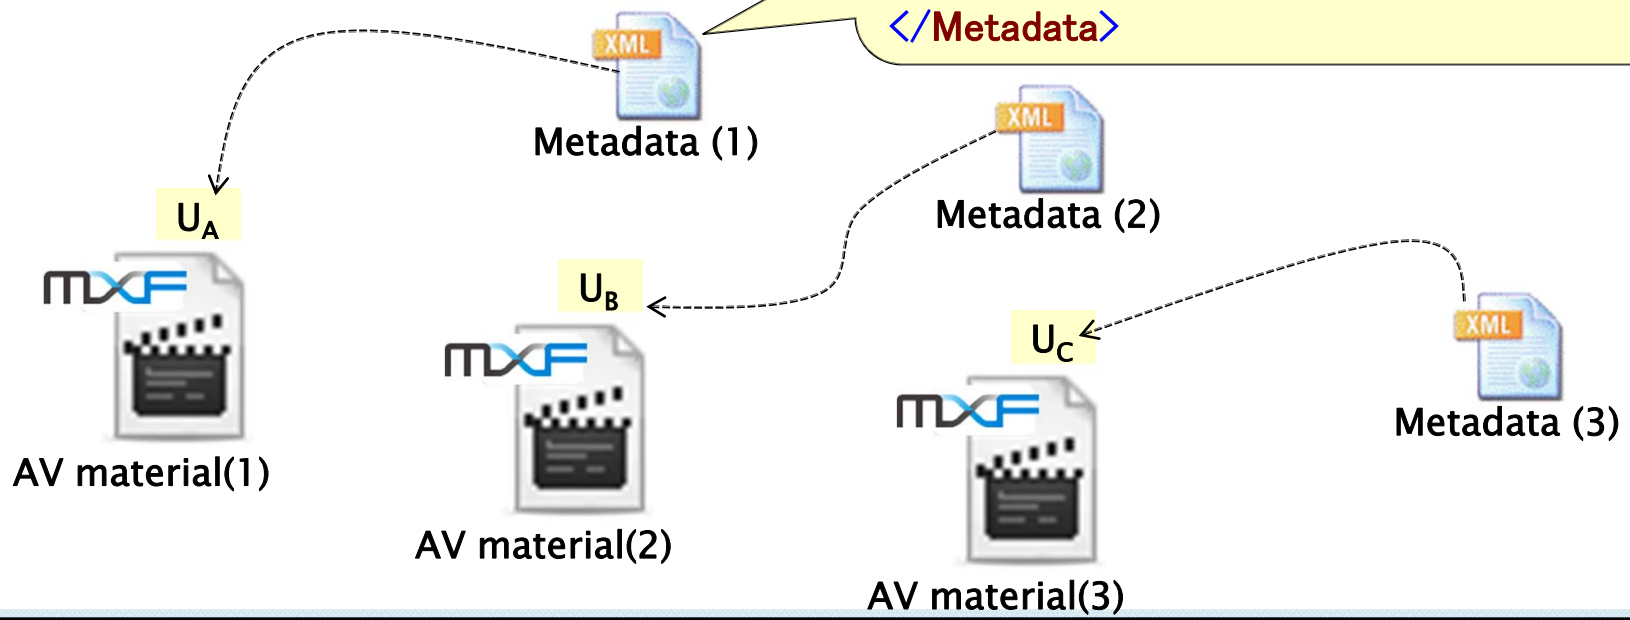 </Metadata>
XML
Metadata (1)
XML
Metadata (2)
UA
MXF
AV material(1)
UB
MXF
AV material(2)
UC
MXF
AV material(3)
XML
Metadata (3)